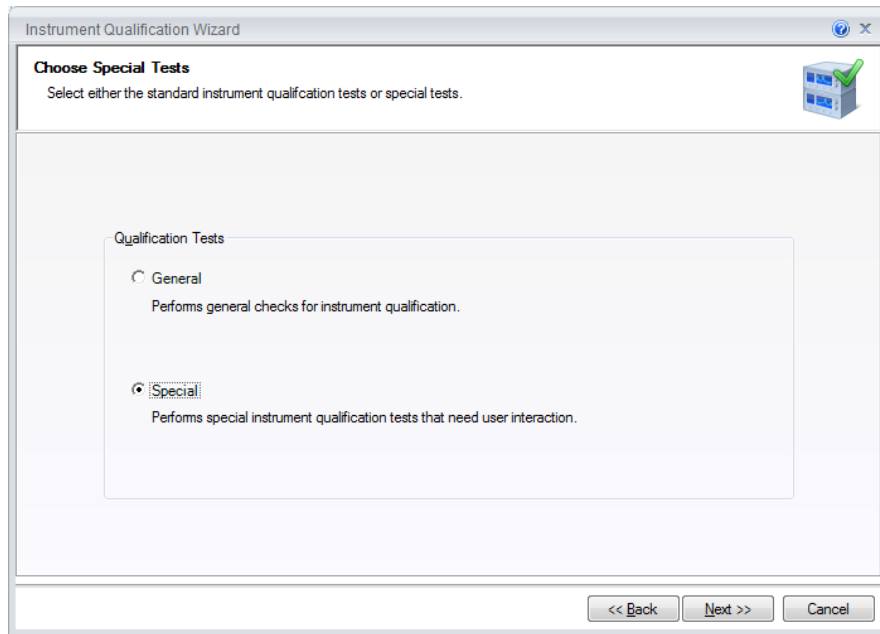 Instrument Qualification Wizard
Choose Special Tests
Select either the standard instrument qualifcation tests or special tests.
Qualification Tests
General
Performs general checks for instrument qualification.
Special
Performs special instrument qualification tests that need user interaction.
<< Back Next >> Cancel